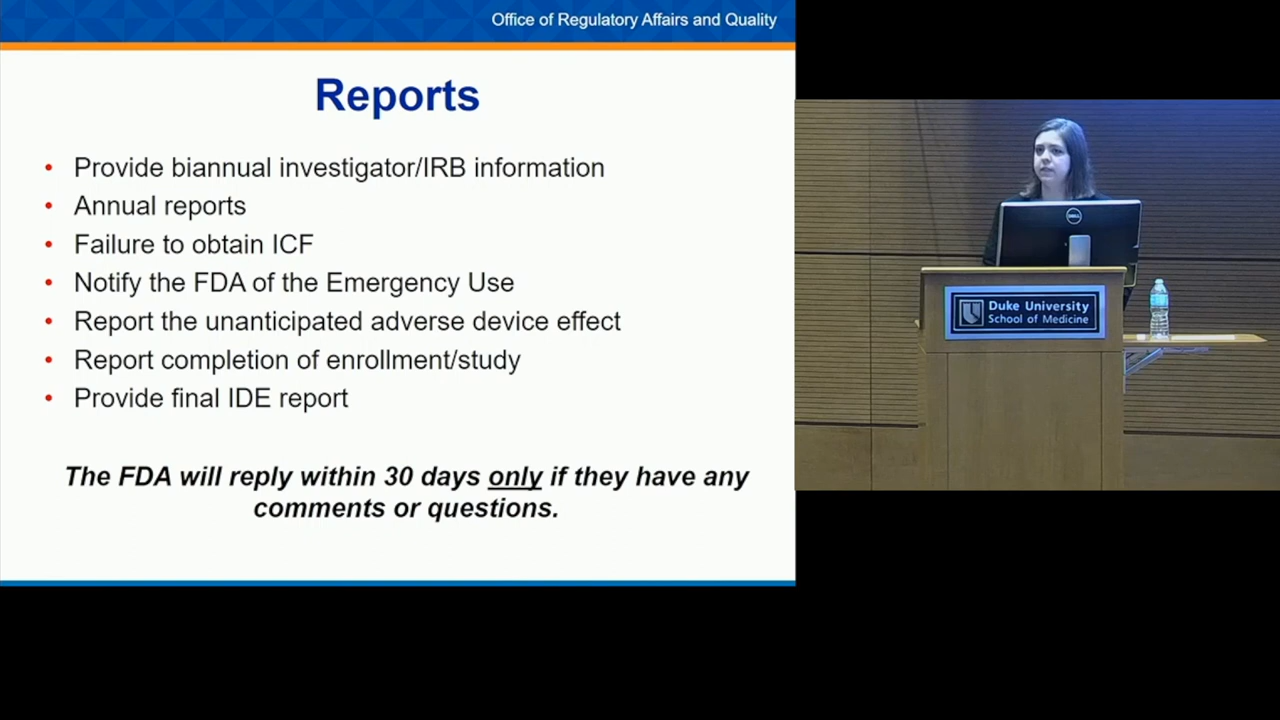 Office of Regulatory Affairs and Quality
Reports
• Provide biannual investigator/IRB information
• Annual reports
• Failure to obtain ICF
• Notify the FDA of the Emergency Use
• Report the unanticipated adverse device effect
• Report completion of enrollment/study
• Provide final IDE report
The FDA will reply within 30 days only if they have any
comments or questions.
DELL
Duke University
School of Medicine